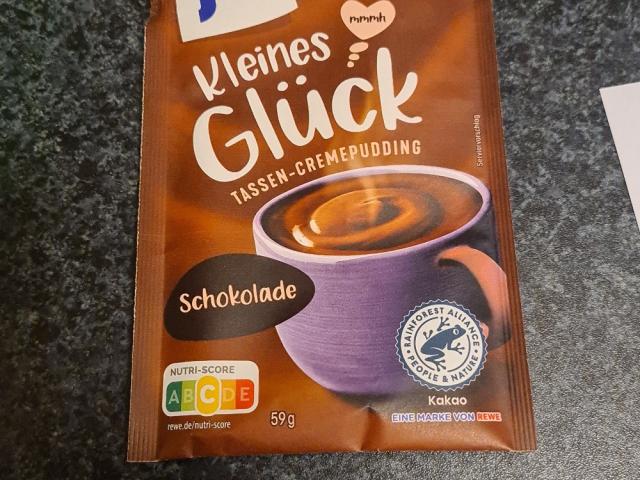 mmmh
Kleines
Glück
TASSEN-CREMEPUDDING
Serviervorschlag
Schokolade
RAINFOREST ALLIANCE
PEOPLE & NATURE
Kakao
NUTRI-SCORE
A B C D E
rewe.de/nutri-score
59 g
EINE MARKE VON REWE